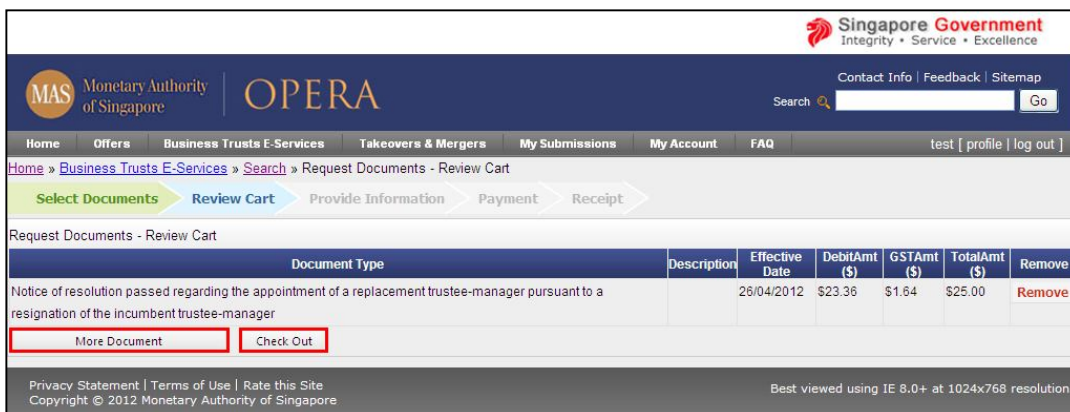 Singapore Government
Integrity • Service • Excellence
MAS Monetary Authority of Singapore
OPERA
Contact Info | Feedback | Sitemap
Search Go
Home Offers Business Trusts E-Services Takeovers & Mergers My Submissions My Account FAQ test [ profile | log out ]
Home » Business Trusts E-Services » Search » Request Documents - Review Cart
Select Documents Review Cart Provide Information Payment Receipt
Request Documents - Review Cart
Document Type Description Effective Date DebitAmt ($) GSTAmt ($) TotalAmt ($) Remove
Notice of resolution passed regarding the appointment of a replacement trustee-manager pursuant to a 26/04/2012 $23.36 $1.64 $25.00 Remove
resignation of the incumbent trustee-manager
More Document Check Out
Privacy Statement | Terms of Use | Rate this Site Best viewed using IE 8.0+ at 1024x768 resolution
Copyright © 2012 Monetary Authority of Singapore